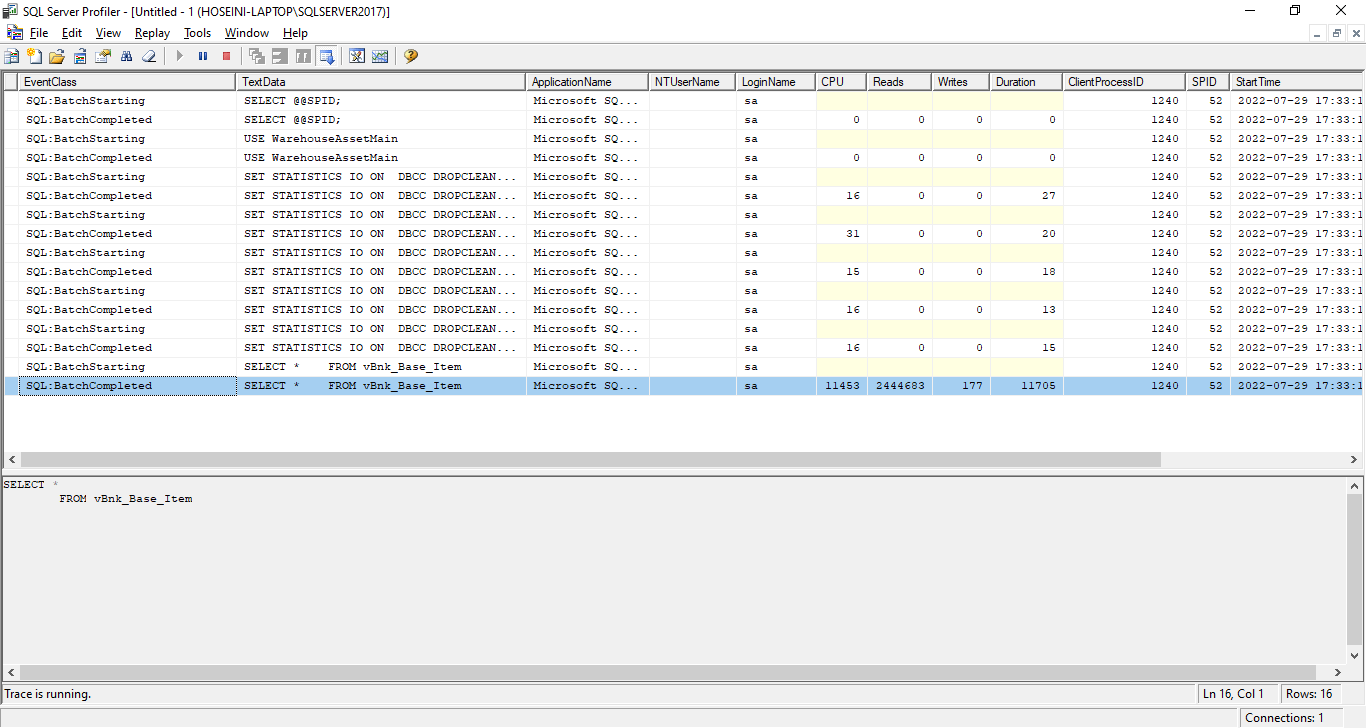 SQL Server Profiler - [Untitled - 1 (HOSEINI-LAPTOP\SQLSERVER2017)]
File Edit View Replay Tools Window Help
EventClass TextData ApplicationName NTUserName LoginName CPU Reads Writes Duration ClientProcessID SPID StartTime
SQL:BatchStarting SELECT @@SPID; Microsoft SQ... sa 1240 52 2022-07-29 17:33:1
SQL:BatchCompleted SELECT @@SPID; Microsoft SQ... sa 0 0 0 0 1240 52 2022-07-29 17:33:1
SQL:BatchStarting USE WarehouseAssetMain Microsoft SQ... sa 1240 52 2022-07-29 17:33:1
SQL:BatchCompleted USE WarehouseAssetMain Microsoft SQ... sa 0 0 0 0 1240 52 2022-07-29 17:33:1
SQL:BatchStarting SET STATISTICS IO ON DBCC DROPCLEAN... Microsoft SQ... sa 1240 52 2022-07-29 17:33:1
SQL:BatchCompleted SET STATISTICS IO ON DBCC DROPCLEAN... Microsoft SQ... sa 16 0 0 27 1240 52 2022-07-29 17:33:1
SQL:BatchStarting SET STATISTICS IO ON DBCC DROPCLEAN... Microsoft SQ... sa 1240 52 2022-07-29 17:33:1
SQL:BatchCompleted SET STATISTICS IO ON DBCC DROPCLEAN... Microsoft SQ... sa 31 0 0 20 1240 52 2022-07-29 17:33:1
SQL:BatchStarting SET STATISTICS IO ON DBCC DROPCLEAN... Microsoft SQ... sa 1240 52 2022-07-29 17:33:1
SQL:BatchCompleted SET STATISTICS IO ON DBCC DROPCLEAN... Microsoft SQ... sa 15 0 0 18 1240 52 2022-07-29 17:33:1
SQL:BatchStarting SET STATISTICS IO ON DBCC DROPCLEAN... Microsoft SQ... sa 1240 52 2022-07-29 17:33:1
SQL:BatchCompleted SET STATISTICS IO ON DBCC DROPCLEAN... Microsoft SQ... sa 16 0 0 13 1240 52 2022-07-29 17:33:1
SQL:BatchStarting SET STATISTICS IO ON DBCC DROPCLEAN... Microsoft SQ... sa 1240 52 2022-07-29 17:33:1
SQL:BatchCompleted SET STATISTICS IO ON DBCC DROPCLEAN... Microsoft SQ... sa 16 0 0 15 1240 52 2022-07-29 17:33:1
SQL:BatchStarting SELECT * FROM vBnk_Base_Item Microsoft SQ... sa 1240 52 2022-07-29 17:33:1
SQL:BatchCompleted SELECT * FROM vBnk_Base_Item Microsoft SQ... sa 11453 2444683 177 11705 1240 52 2022-07-29 17:33:1
SELECT *
FROM vBnk_Base_Item
Trace is running. Ln 16, Col 1 Rows: 16
Connections: 1